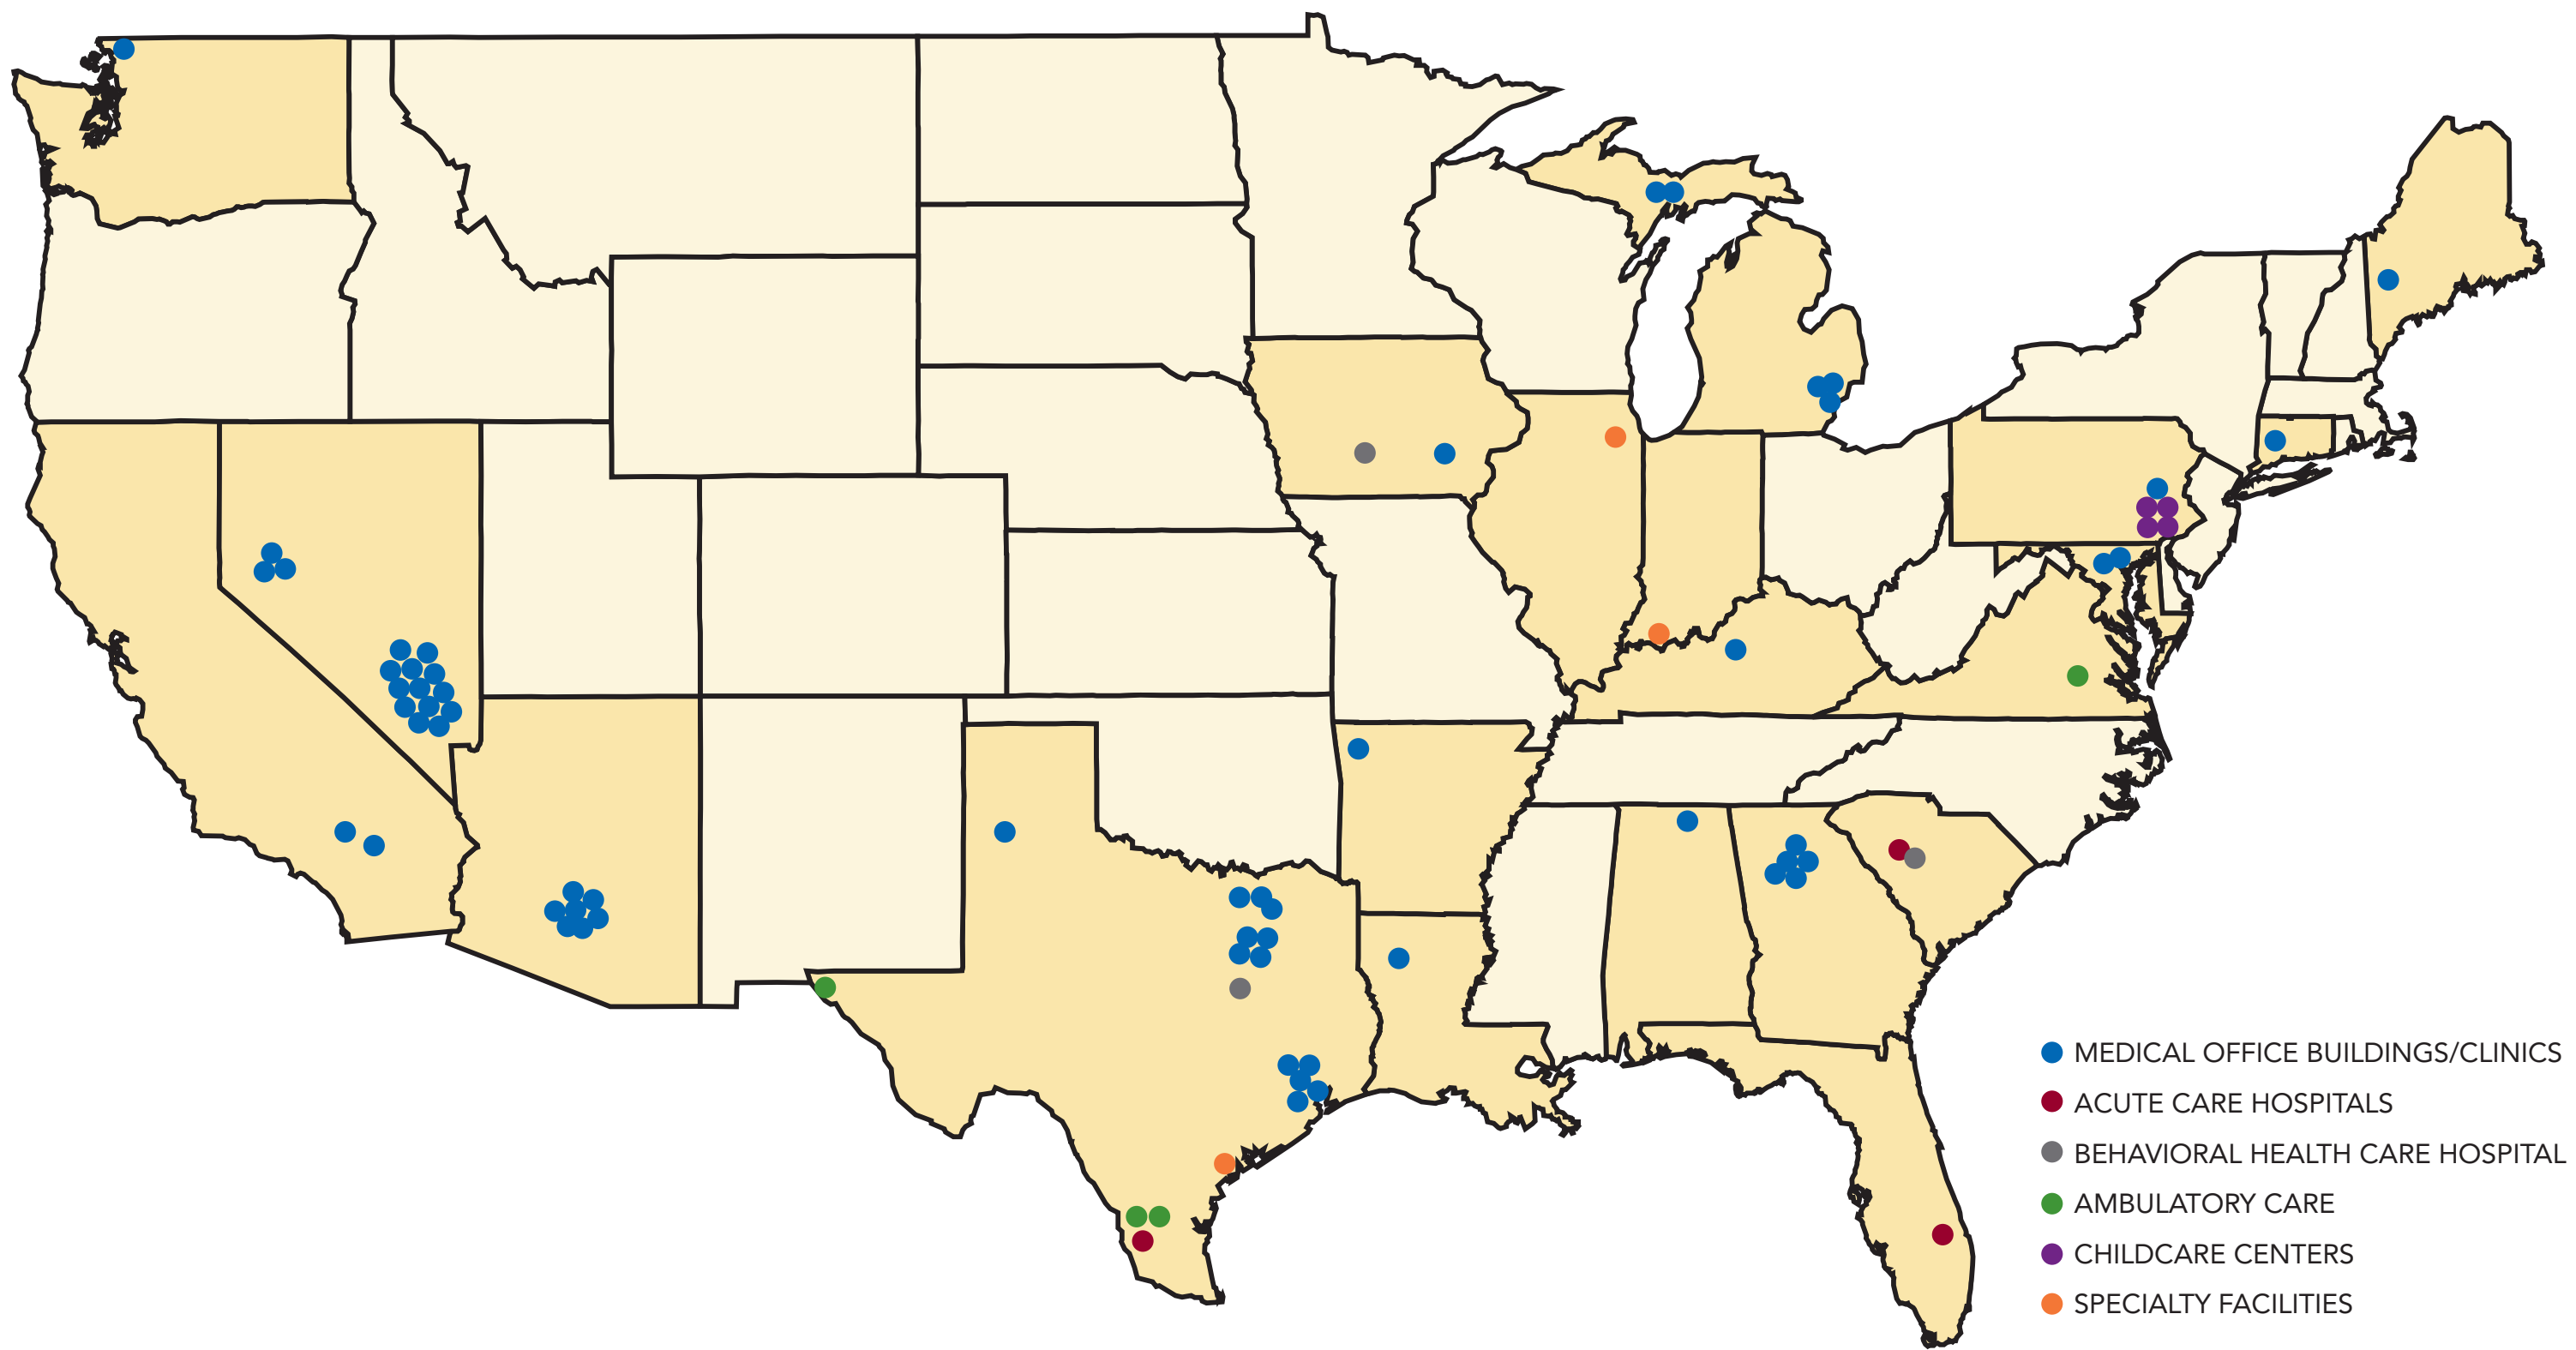 MEDICAL OFFICE BUILDINGS/CLINICS
ACUTE CARE HOSPITALS
BEHAVIORAL HEALTH CARE HOSPITAL
AMBULATORY CARE
CHILDCARE CENTERS
SPECIALTY FACILITIES